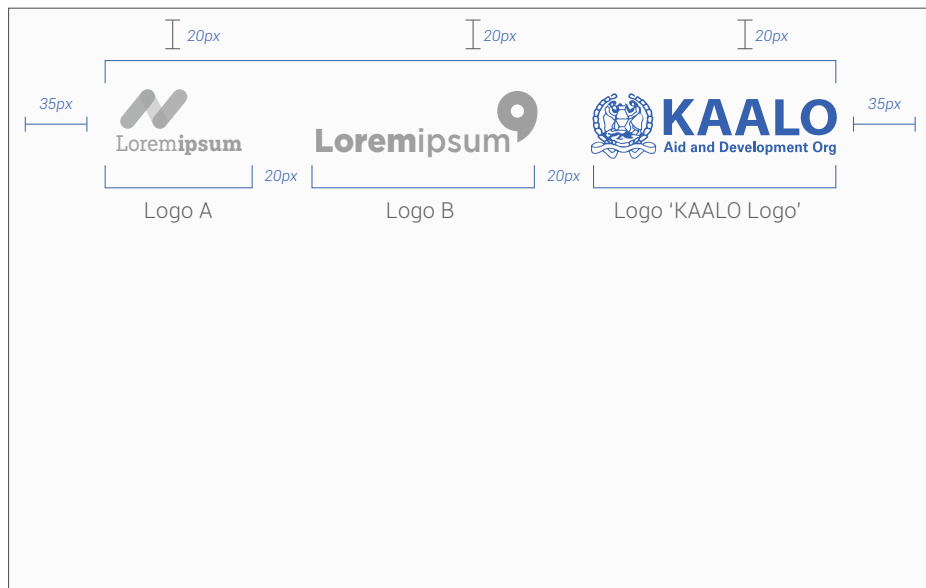 20px 20px 20px
35px 35px
Loremipsum Loremipsum KAALO
Aid and Development Org
20px 20px
Logo A Logo B Logo ‘KAALO Logo’